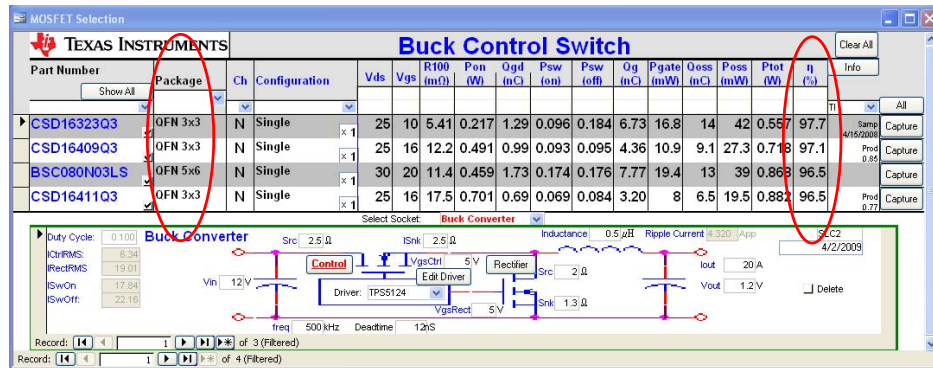 MOSFET Selection
TEXAS INSTRUMENTS
Buck Control Switch
Clear All
Part Number Package Ch Configuration Vds Vgs R100 (mΩ) Pon (W) Qgd (nC) Psw (on) Psw (off) Qg (nC) Pgate (mW) Qoss (nC) Poss (mW) Ptot (W) η (%) Info
Show All
TI All
CSD16323Q3 QFN 3x3 N Single x 1 25 10 5.41 0.217 1.29 0.096 0.184 6.73 16.8 14 42 0.557 97.7 Samp 4/15/2008 Capture
CSD16409Q3 QFN 3x3 N Single x 1 25 16 12.2 0.491 0.99 0.093 0.095 4.36 10.9 9.1 27.3 0.718 97.1 Prod 0.85 Capture
BSC080N03LS QFN 5x6 N Single x 1 30 20 11.4 0.459 1.73 0.174 0.176 7.77 19.4 13 39 0.868 96.5 Capture
CSD16411Q3 QFN 3x3 N Single x 1 25 16 17.5 0.701 0.69 0.069 0.084 3.20 8 6.5 19.5 0.882 96.5 Prod 0.77 Capture
Select Socket: Buck Converter
Duty Cycle: 0.100 Buck Converter Src 2.5 Ω ISnk 2.5 Ω Inductance 0.5 µH Ripple Current 4.320 App
4/2/2009
ICtrlRMS: 6.34
Control VgsCtrl 5 V Rectifier
IRectRMS 19.01
Edit Driver Src 2 Ω Iout 20 A
ISwOn 17.84 Vin 12 V
Driver: TPS5124 Vout 1.2 V Delete
ISwOff: 22.16
VgsRect 5 V Snk 1.3 Ω
freq 500 kHz Deadtime 12nS
Record: 1 of 3 (Filtered)
Record: 1 of 4 (Filtered)